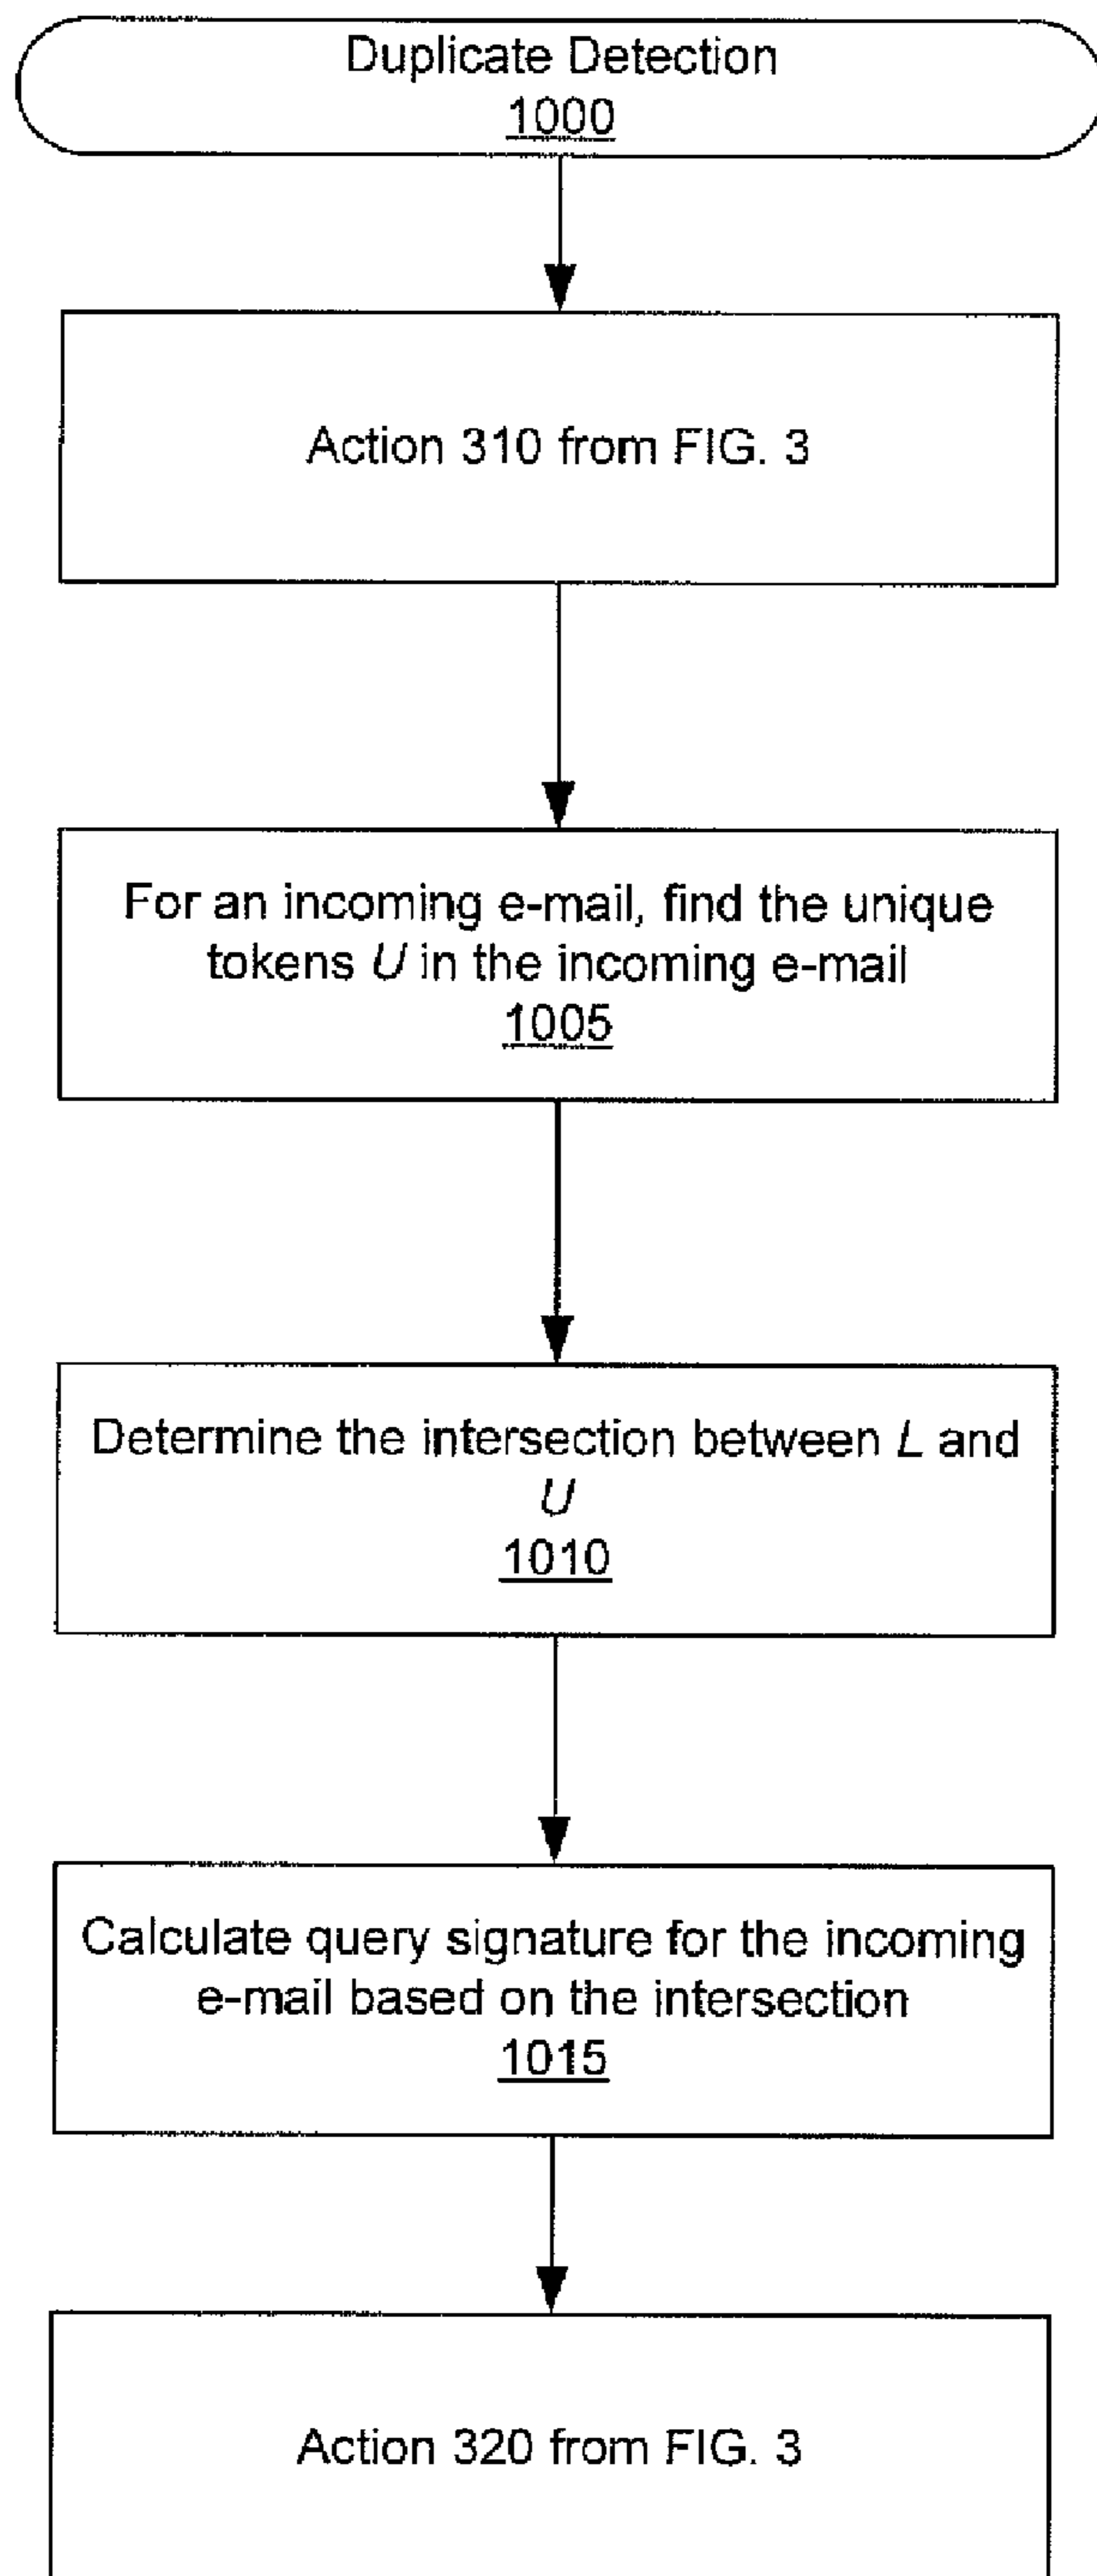 Duplicate Detection
1000
Action 310 from FIG. 3
For an incoming e-mail, find the unique
tokens U in the incoming e-mail
1005
Determine the intersection between L and
U
1010
Calculate query signature for the incoming
e-mail based on the intersection
1015
Action 320 from FIG. 3